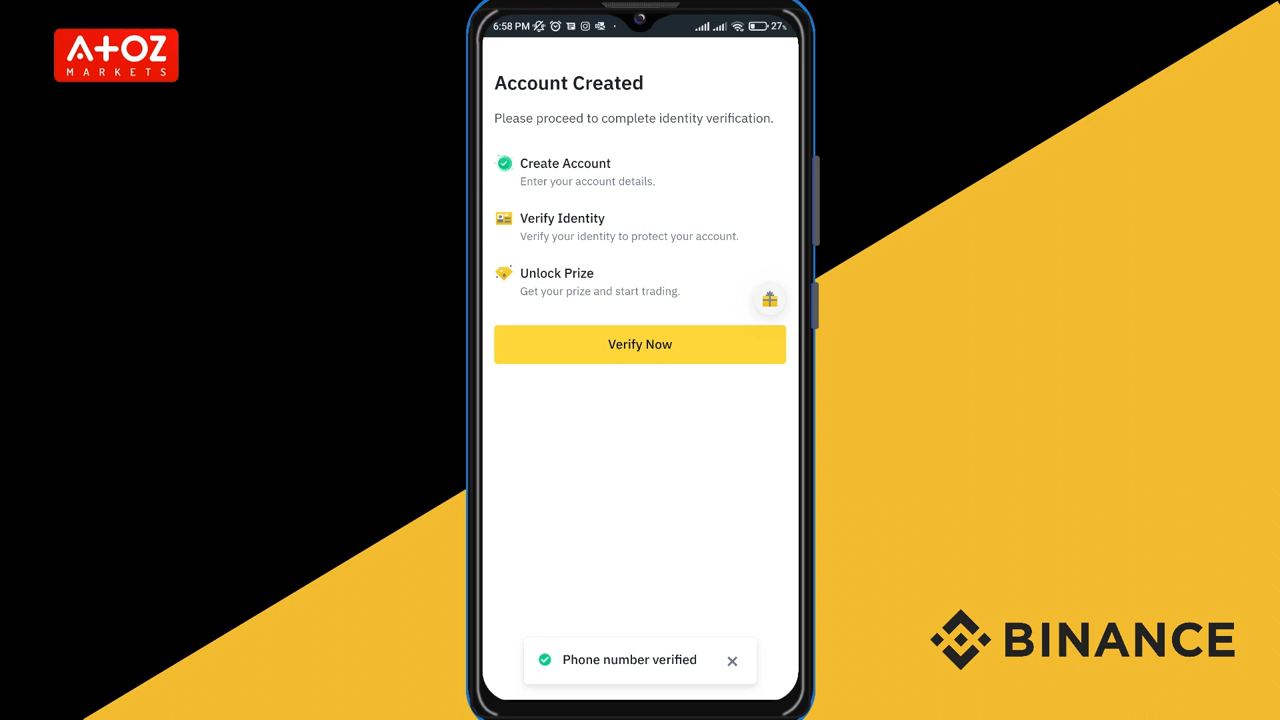 A+OZ
MARKETS
6:58 PM
27%
Account Created
Please proceed to complete identity verification.
Create Account
Enter your account details.
Verify Identity
Verify your identity to protect your account.
Unlock Prize
Get your prize and start trading.
Verify Now
Phone number verified
BINANCE